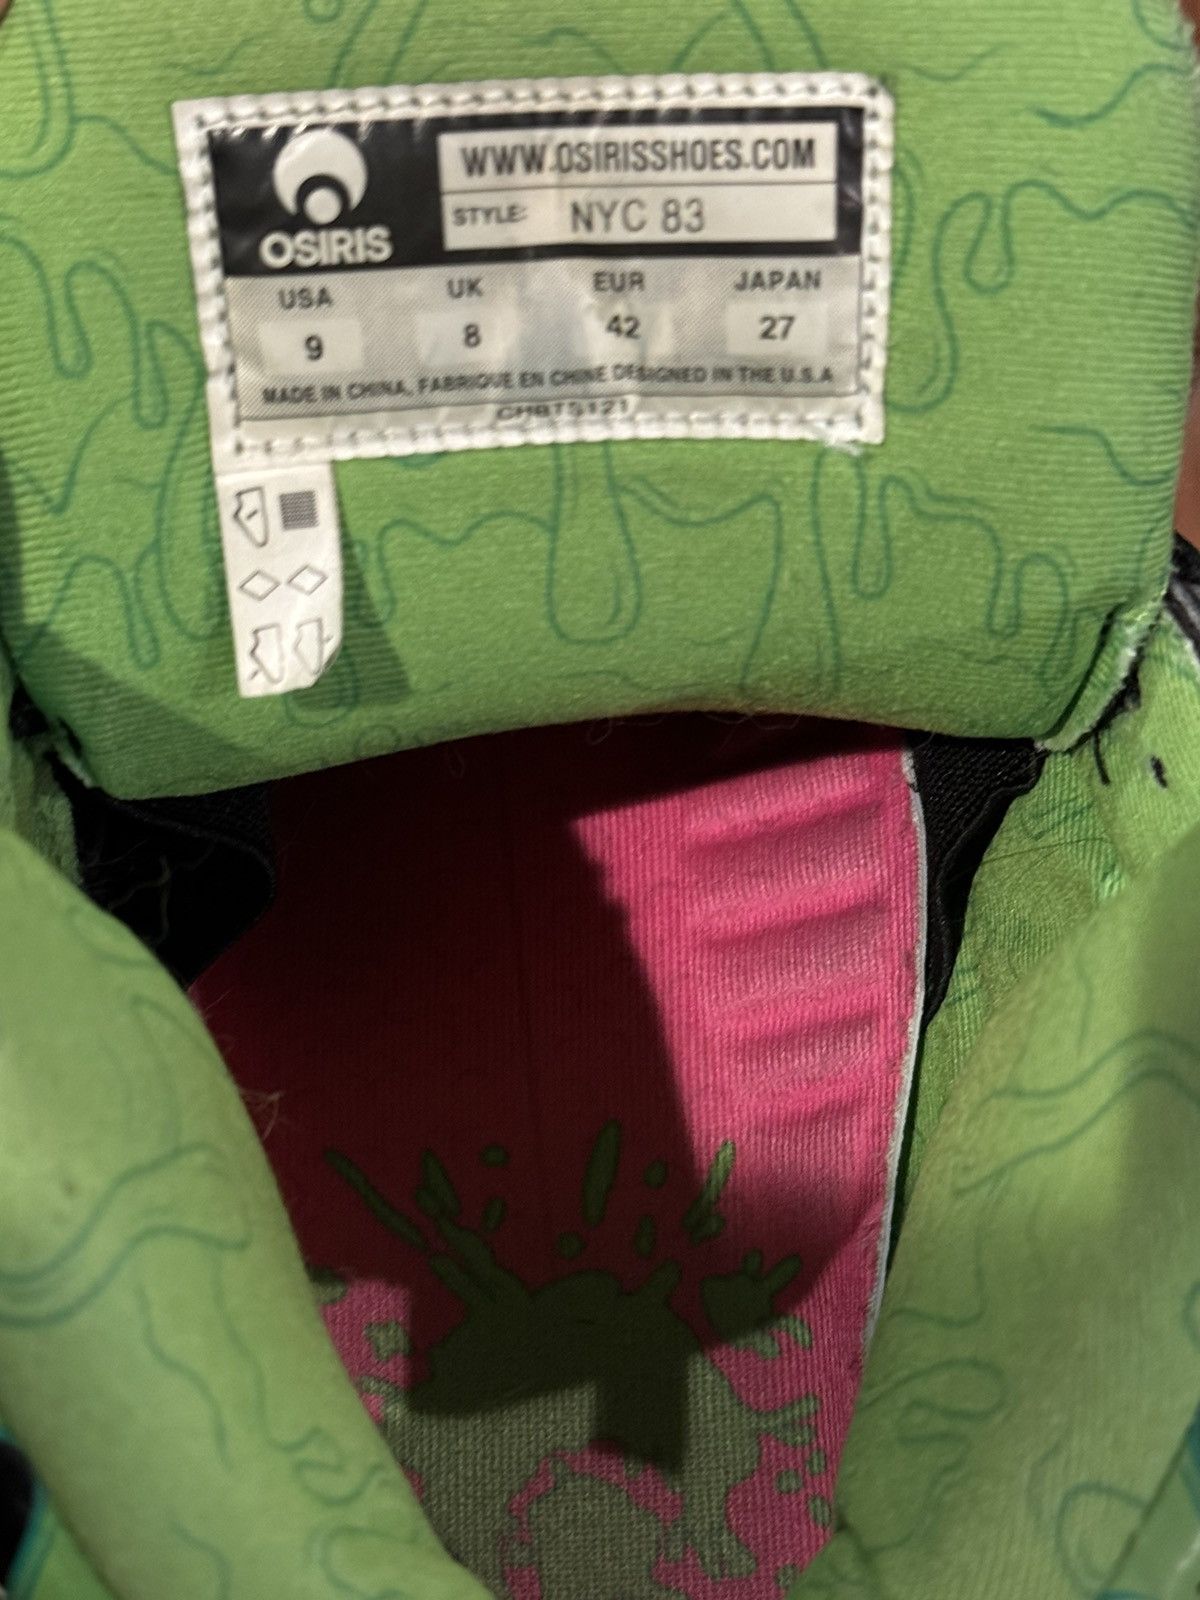 WWW.OSIRISSHOES.COM
STYLE: NYC 83
OSIRIS
USA UK EUR JAPAN
9 8 42 27
MADE IN CHINA, FABRIQUE EN CHINE DESIGNED IN THE U.S.A